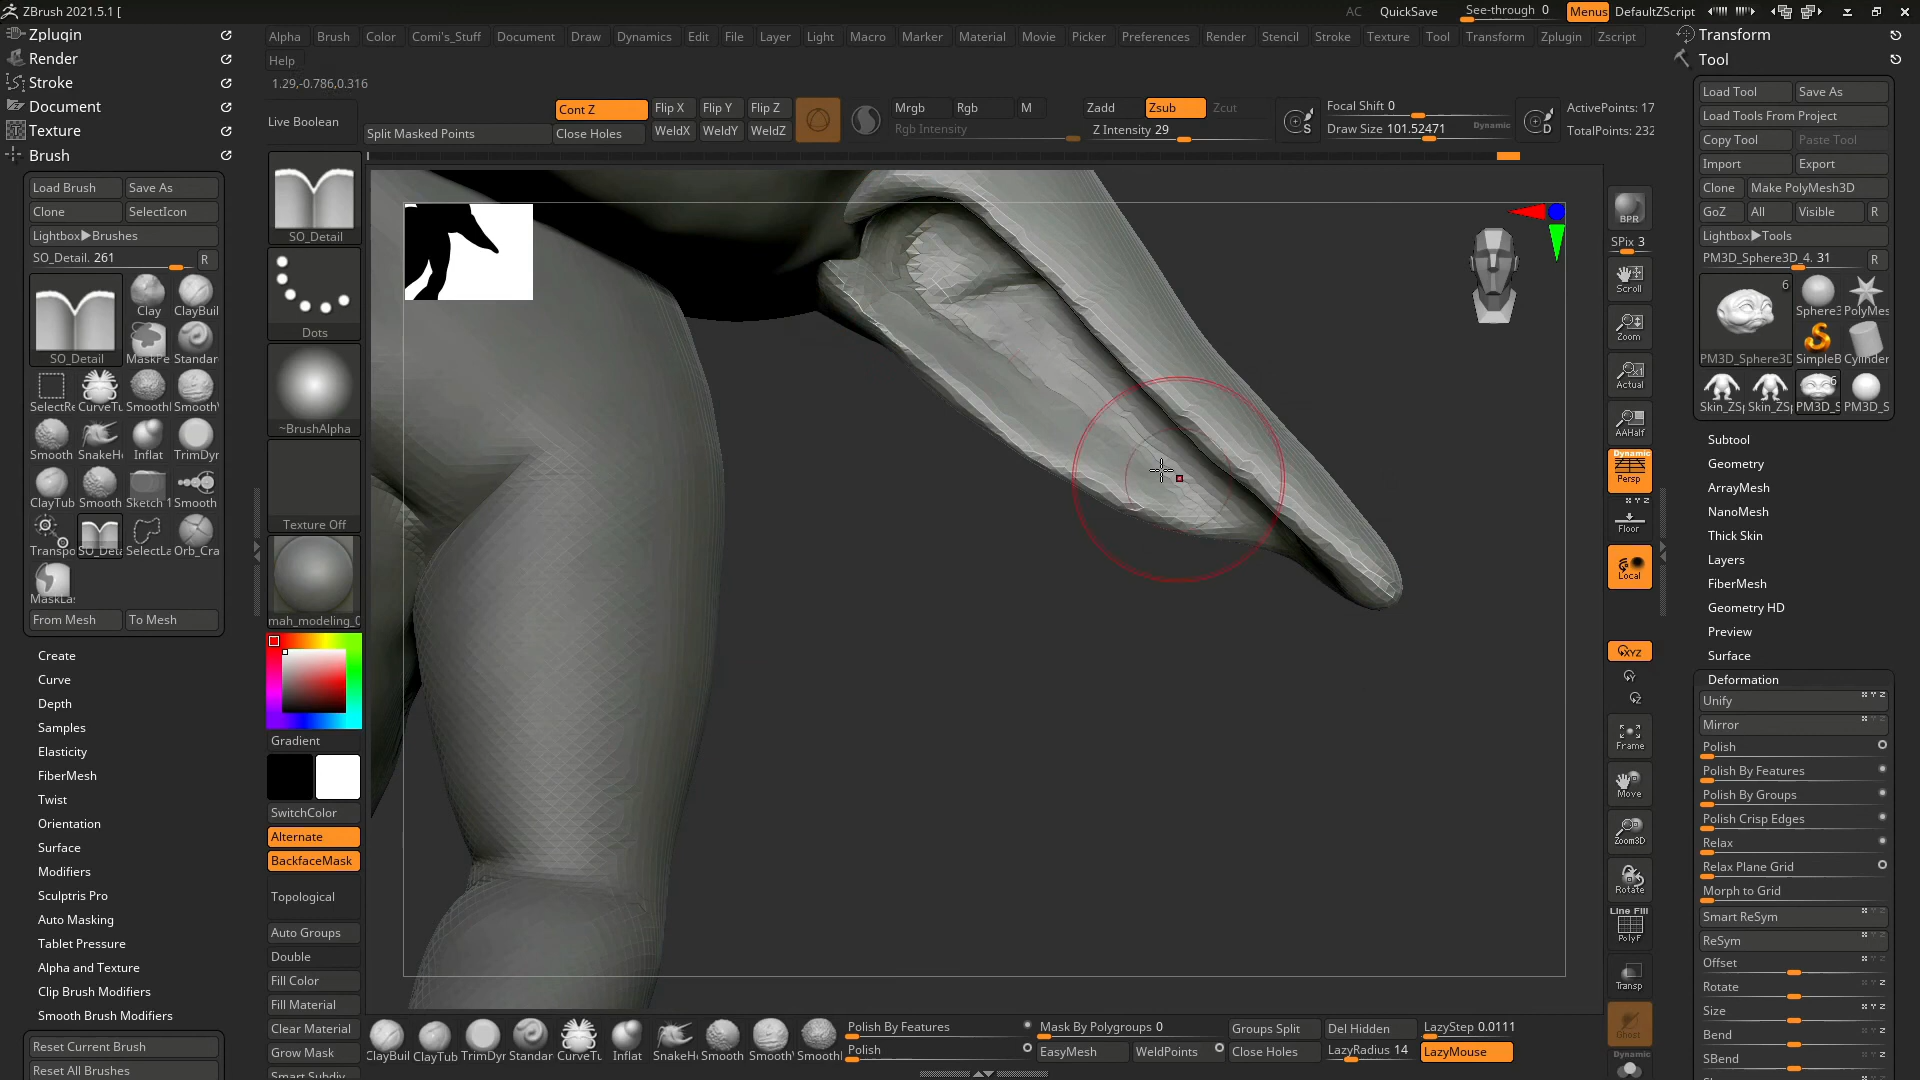 ZBrush 2021.5.1 [
AC QuickSave See-through 0 Menus DefaultZScript
Alpha Brush Color Comi's_Stuff Document Draw Dynamics Edit File Layer Light Macro Marker Material Movie Picker Preferences Render Stencil Stroke Texture Tool Transform Zplugin Zscript
Help
1.29,-0.786,0.316
Zplugin
Render
Stroke
Document
Texture
Brush
Load Brush Save As
Clone SelectIcon
Lightbox▶Brushes
SO_Detail. 261 R
SO_Detail
Clay ClayBuil
MaskPe Standar
SelectRe CurveTu Smooth SmoothV
Smooth SnakeH Inflat TrimDyr
ClayTub Smooth Sketch 1 Smooth
Transpo SO_Det SelectLa Orb_Cra
MaskLas
From Mesh To Mesh
Create
Curve
Depth
Samples
Elasticity
FiberMesh
Twist
Orientation
Surface
Modifiers
Sculptris Pro
Auto Masking
Tablet Pressure
Alpha and Texture
Clip Brush Modifiers
Smooth Brush Modifiers
Reset Current Brush
Reset All Brushes
Live Boolean
Split Masked Points
Cont Z
Close Holes
Flip X Flip Y Flip Z
WeldX WeldY WeldZ
Mrgb Rgb M
Rgb Intensity
Zadd Zsub Zcut
Z Intensity 29
S
Focal Shift 0
Draw Size 101.52471 Dynamic
D
ActivePoints: 17
TotalPoints: 232
SO_Detail
Dots
~BrushAlpha
Texture Off
mah_modeling_0
Gradient
SwitchColor
Alternate
BackfaceMask
Topological
Auto Groups
Double
Fill Color
Fill Material
Clear Material
Grow Mask
Smart Subdiv
ClayBuil ClayTub TrimDyr Standar CurveTu Inflat SnakeH Smooth SmoothV Smooth
Polish By Features
Polish
Mask By Polygroups 0
EasyMesh WeldPoints
Groups Split Del Hidden
Close Holes LazyRadius 14
LazyStep 0.0111
LazyMouse
BPR
SPix 3
Scroll
Zoom
Actual
AAHalf
Dynamic
Persp
Floor
Local
XYZ
Frame
Move
Zoom3D
Rotate
Line Fill
PolyF
Transp
Ghost
Dynamic
Transform
Tool
Load Tool Save As
Load Tools From Project
Copy Tool Paste Tool
Import Export
Clone Make PolyMesh3D
GoZ All Visible R
Lightbox▶Tools
PM3D_Sphere3D_4. 31 R
6
PM3D_Sphere3D
Sphere3 PolyMes
SimpleB Cylinder
Skin_ZSp Skin_ZSp PM3D_S PM3D_S
6
Subtool
Geometry
ArrayMesh
NanoMesh
Thick Skin
Layers
FiberMesh
Geometry HD
Preview
Surface
Deformation
Unify
Mirror
Polish
Polish By Features
Polish By Groups
Polish Crisp Edges
Relax
Relax Plane Grid
Morph to Grid
Smart ReSym
ReSym
Offset
Rotate
Size
Bend
SBend